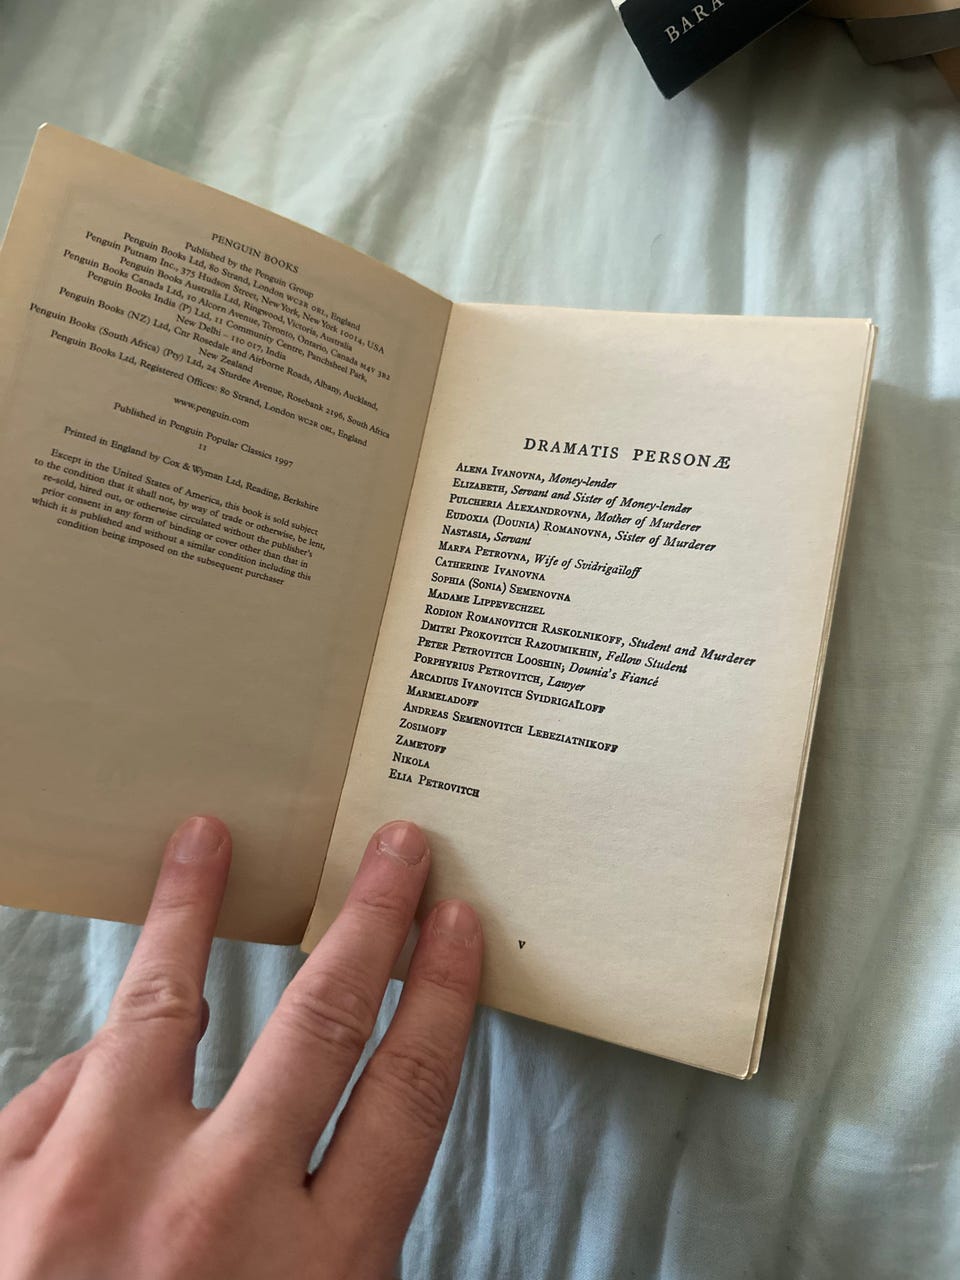 BARA
PENGUIN BOOKS
Published by the Penguin Group
Penguin Books Ltd, 80 Strand, London WC2R 0RL, England
Penguin Putnam Inc., 375 Hudson Street, New York, New York 10014, USA
Penguin Books Australia Ltd, Ringwood, Victoria, Australia
Penguin Books Canada Ltd, 10 Alcorn Avenue, Toronto, Ontario, Canada M4V 3B2
Penguin Books India (P) Ltd, 11 Community Centre, Panchsheel Park,
New Delhi – 110 017, India
Penguin Books (NZ) Ltd, Cnr Rosedale and Airborne Roads, Albany, Auckland,
New Zealand
Penguin Books (South Africa) (Pty) Ltd, 24 Sturdee Avenue, Rosebank 2196, South Africa
Penguin Books Ltd, Registered Offices: 80 Strand, London WC2R 0RL, England
www.penguin.com
Published in Penguin Popular Classics 1997
11
Printed in England by Cox & Wyman Ltd, Reading, Berkshire
Except in the United States of America, this book is sold subject
to the condition that it shall not, by way of trade or otherwise, be lent,
re-sold, hired out, or otherwise circulated without the publisher's
prior consent in any form of binding or cover other than that in
which it is published and without a similar condition including this
condition being imposed on the subsequent purchaser
DRAMATIS PERSONÆ
ALENA IVANOVNA, Money-lender
ELIZABETH, Servant and Sister of Money-lender
PULCHERIA ALEXANDROVNA, Mother of Murderer
EUDOXIA (DOUNIA) ROMANOVNA, Sister of Murderer
NASTASIA, Servant
MARFA PETROVNA, Wife of Svidrigaïloff
CATHERINE IVANOVNA
SOPHIA (SONIA) SEMENOVNA
MADAME LIPPEVECHZEL
RODION ROMANOVITCH RASKOLNIKOFF, Student and Murderer
DMITRI PROKOVITCH RAZOUMIKHIN, Fellow Student
PETER PETROVITCH LOOSHIN; Dounia's Fiancé
PORPHYRIUS PETROVITCH, Lawyer
ARCADIUS IVANOVITCH SVIDRIGAÏLOFF
MARMELADOFF
ANDREAS SEMENOVITCH LEBEZIATNIKOFF
ZOSIMOFF
ZAMETOFF
NIKOLA
ELIA PETROVITCH
v